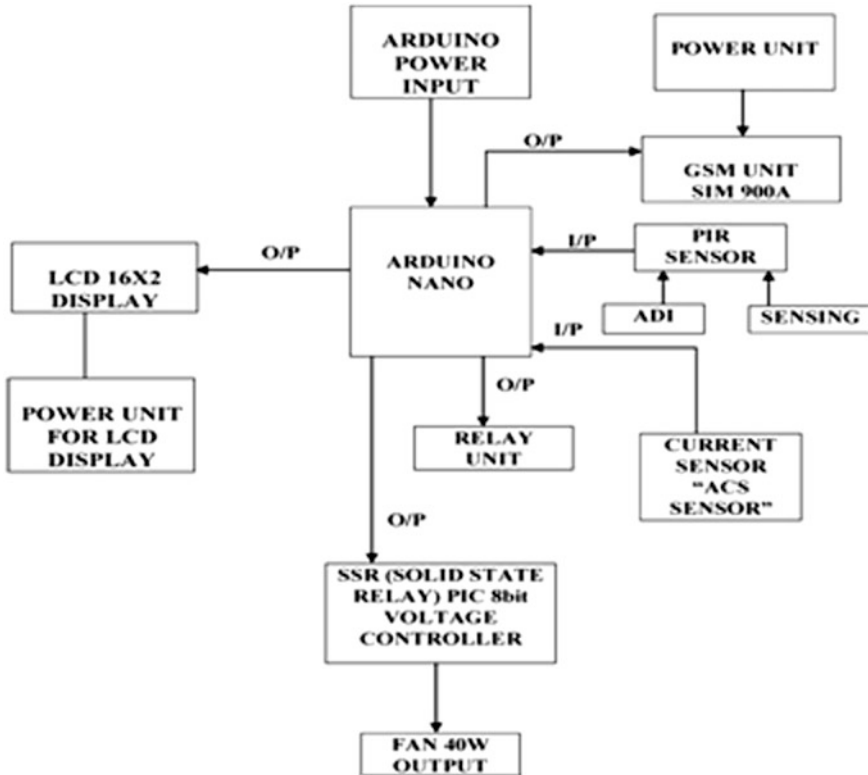 ARDUINO
POWER
INPUT
POWER UNIT
O/P
GSM UNIT
SIM 900A
O/P
LCD 16X2
DISPLAY
ARDUINO
NANO
I/P
PIR
SENSOR
ADI
SENSING
I/P
POWER UNIT
FOR LCD
DISPLAY
O/P
RELAY
UNIT
CURRENT
SENSOR
“ACS
SENSOR”
O/P
SSR (SOLID STATE
RELAY) PIC 8bit
VOLTAGE
CONTROLLER
FAN 40W
OUTPUT